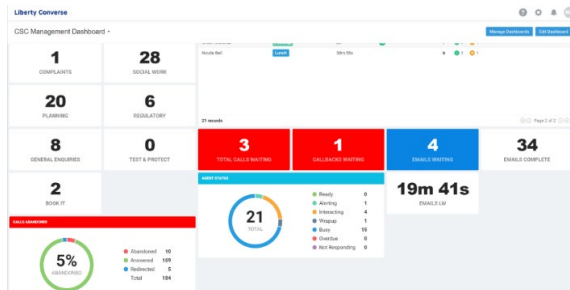 Liberty Converse
CSC Management Dashboard
Manage Dashboards
Edit Dashboard
1
COMPLAINTS
28
SOCIAL WORK
Nicola Bell
Lunch
20
PLANNING
6
REGULATORY
21 records
Page 2 of 2
8
GENERAL ENQUIRIES
0
TEST & PROTECT
3
TOTAL CALLS WAITING
1
CALLBACKS WAITING
4
EMAILS WAITING
34
EMAILS COMPLETE
2
BOOK IT
AGENT STATUS
21
TOTAL
Ready 0
Alerting 1
Interacting 4
Wrapup 1
Busy 15
Overdue 0
Not Responding 0
19m 41s
EMAILS LW
CALLS ABANDONED
5%
ABANDONED
Abandoned 10
Answered 109
Redirected 5
Total 184